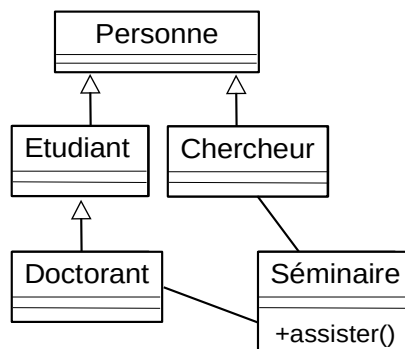 Personne
Etudiant
Chercheur
Doctorant
Séminaire
+assister()